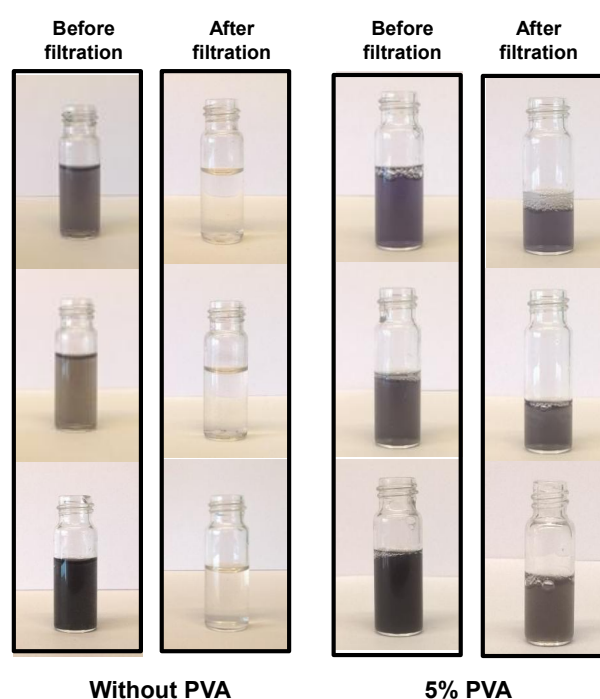 Before
filtration
After
filtration
Before
filtration
After
filtration
Without PVA
5% PVA